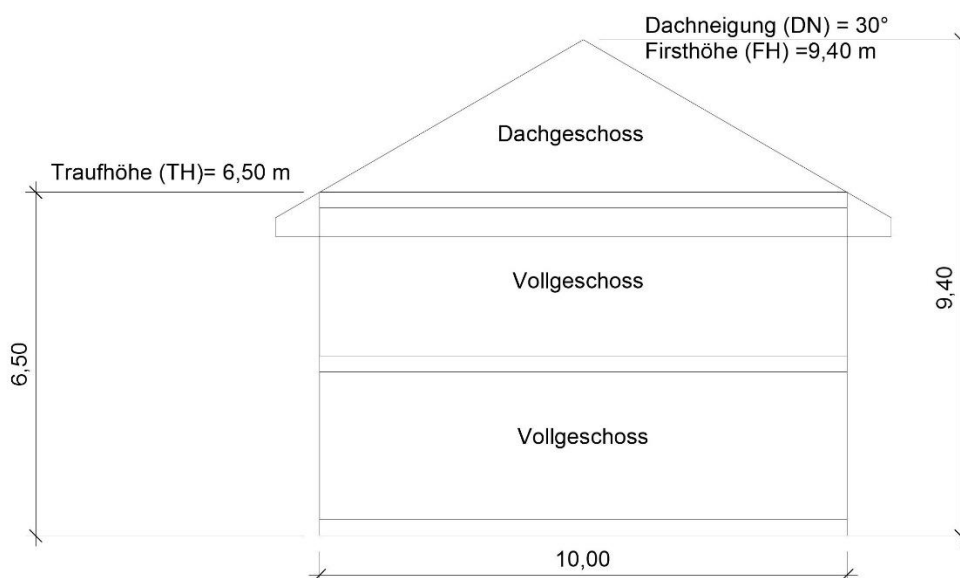 Dachneigung (DN) = 30°
Firsthöhe (FH) =9,40 m
Dachgeschoss
Traufhöhe (TH)= 6,50 m
Vollgeschoss
9,40
6,50
Vollgeschoss
10,00